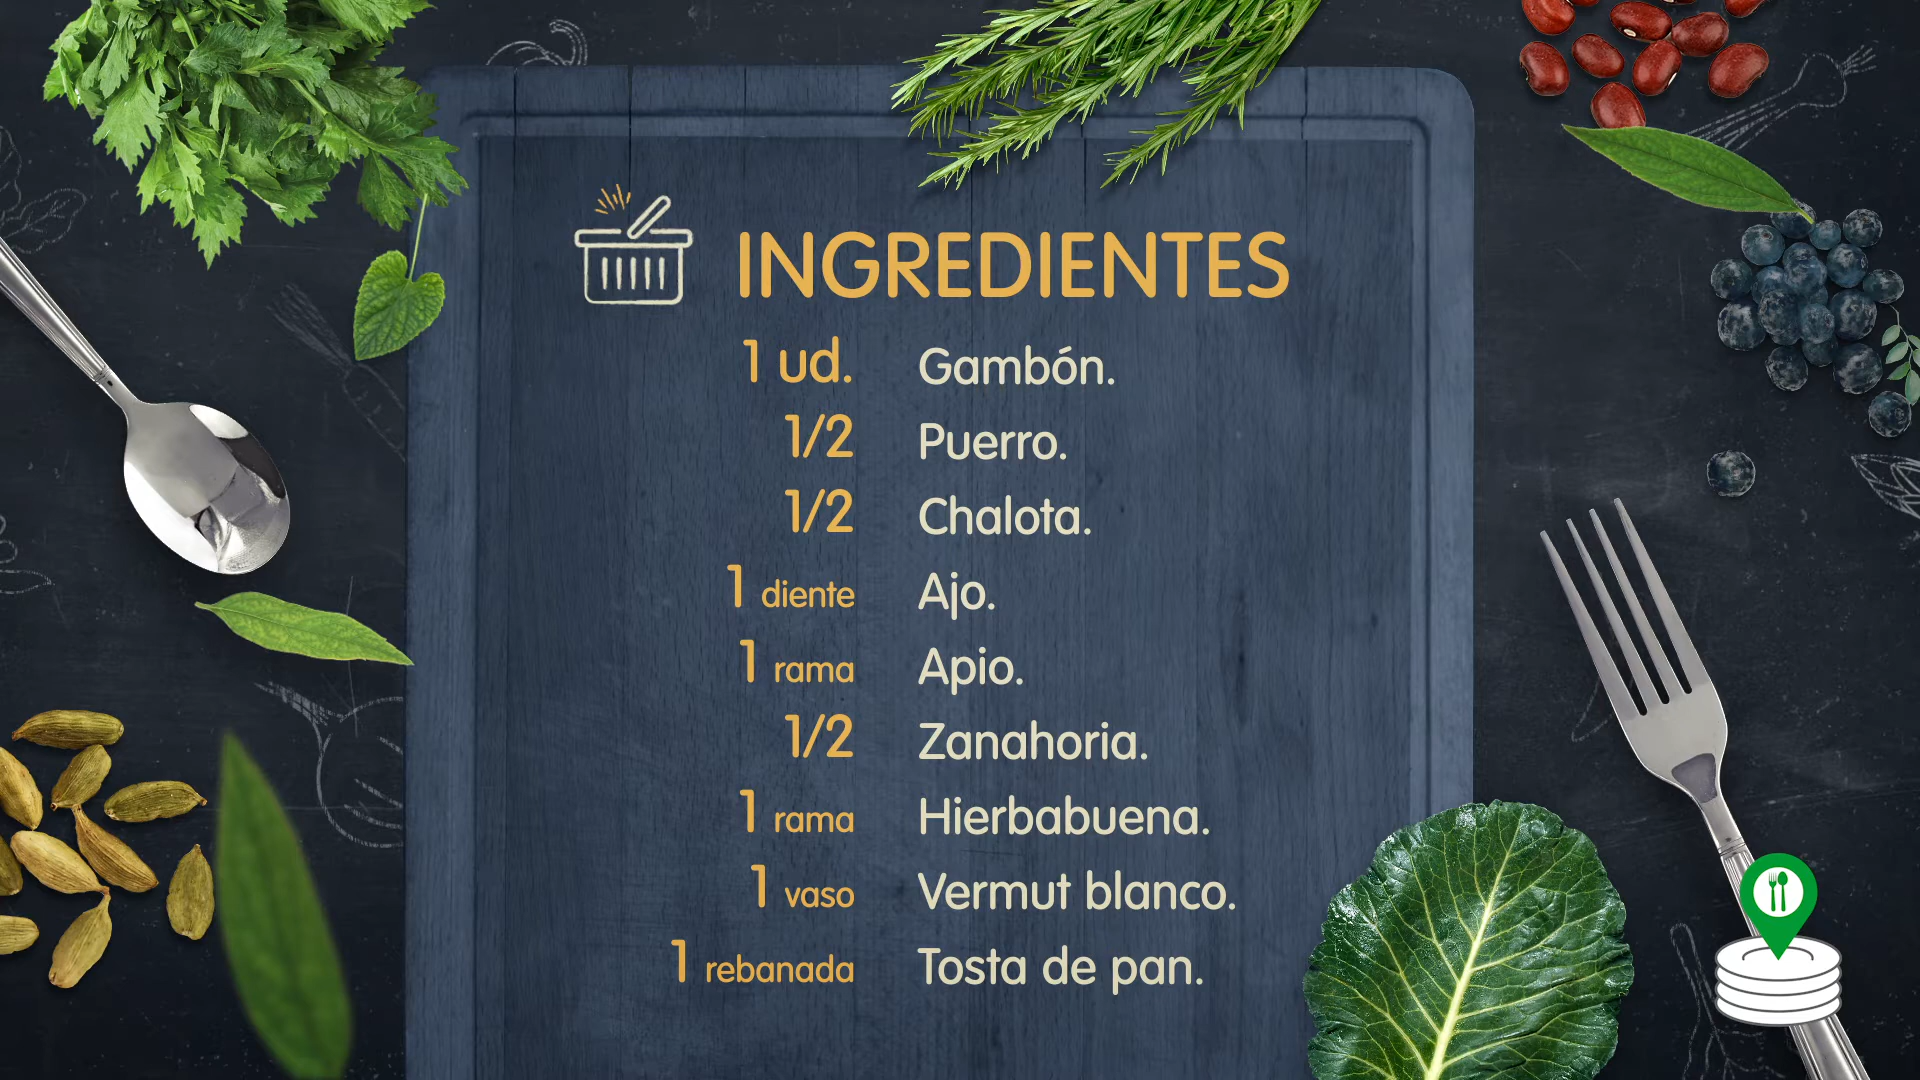 INGREDIENTES
1 ud. Gambón.
1/2 Puerro.
1/2 Chalota.
1 diente Ajo.
1 rama Apio.
1/2 Zanahoria.
1 rama Hierbabuena.
1 vaso Vermut blanco.
1 rebanada Tosta de pan.